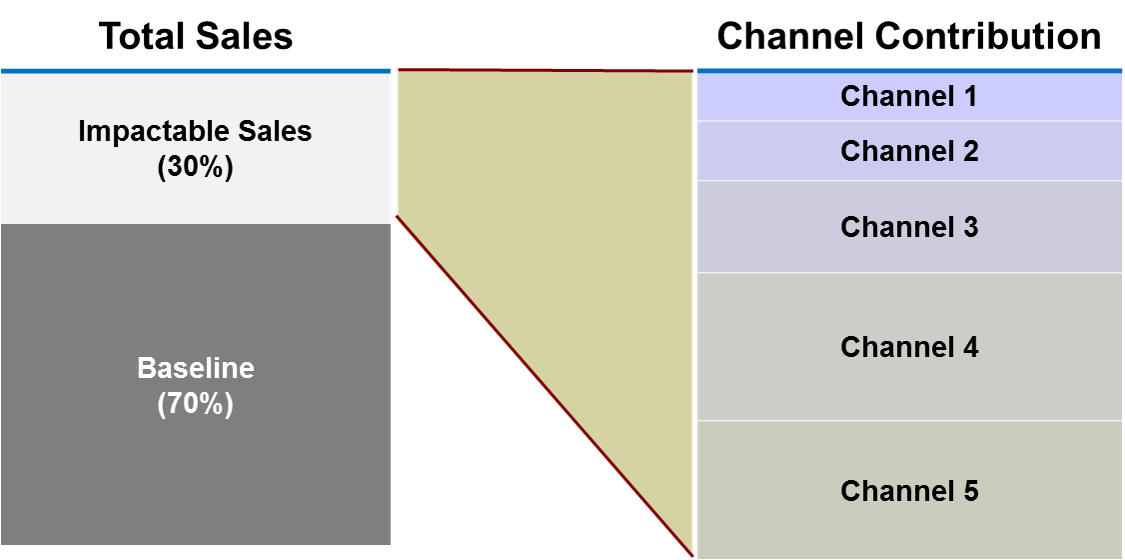 Total Sales
Channel Contribution
Impactable Sales
(30%)
Baseline
(70%)
Channel 1
Channel 2
Channel 3
Channel 4
Channel 5